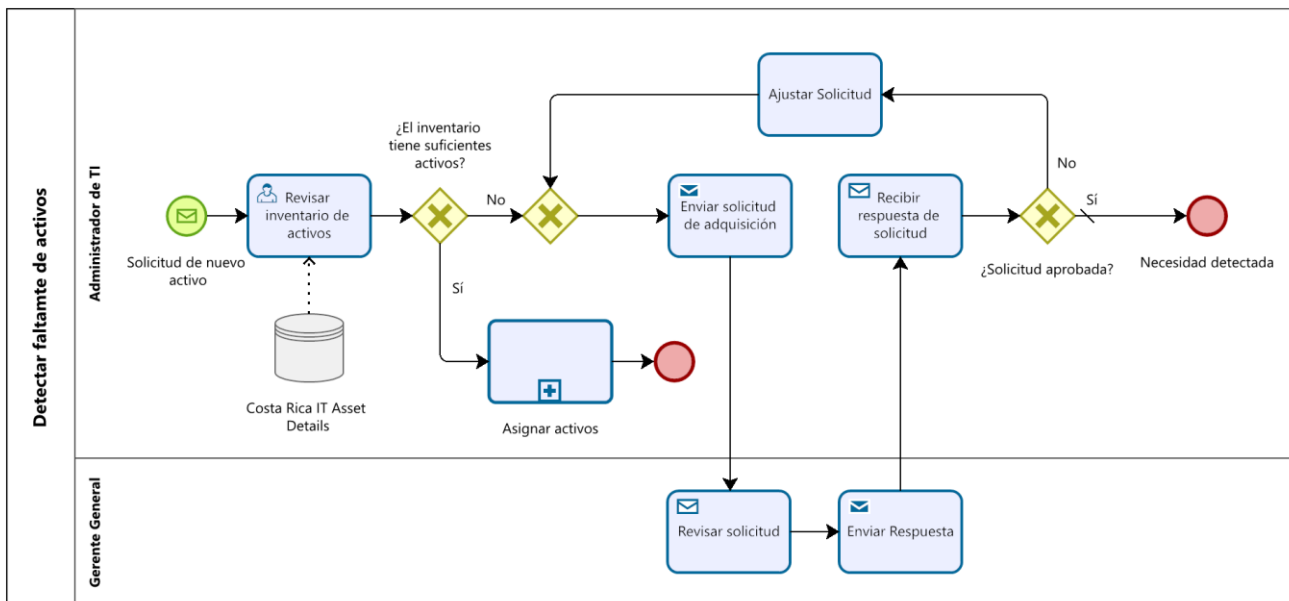 Detectar faltamte de activos
Administrador de TI
Ajustar Solicitud
¿El inventario
tiene suficientes
activos?
No
Revisar
inventario de
activos
No
Enviar solicitud
de adquisición
Recibir
respuesta de
solicitud
Sí
Solicitud de nuevo
activo
¿Solicitud aprobada?
Necesidad detectada
Sí
Costa Rica IT Asset
Details
Asignar activos
Gerente General
Revisar solicitud
Enviar Respuesta